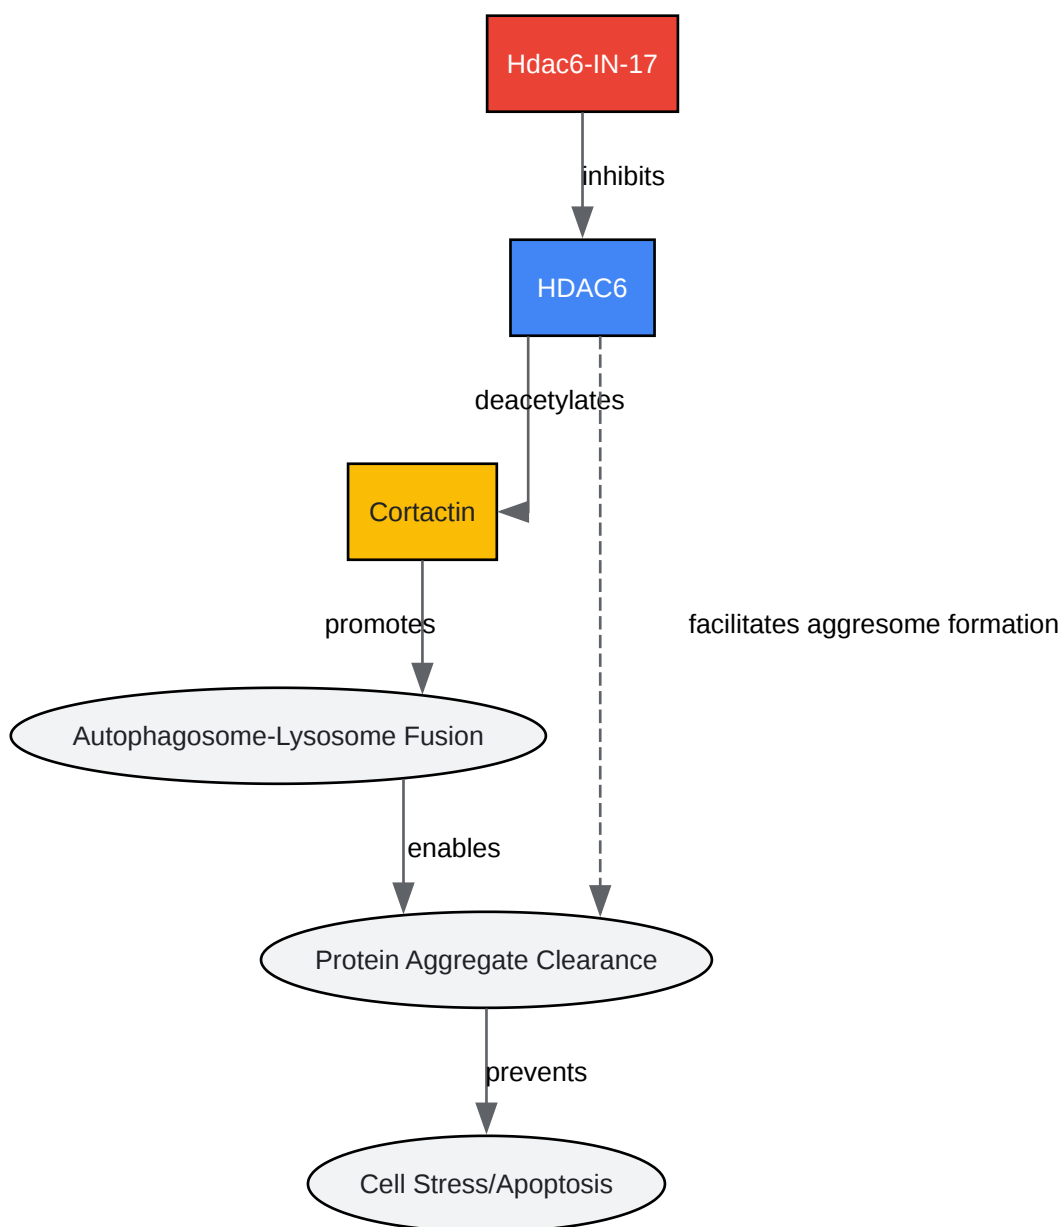 Hdac6-IN-17
inhibits
HDAC6
deacetylates
Cortactin
promotes
facilitates aggresome formation
Autophagosome-Lysosome Fusion
enables
Protein Aggregate Clearance
prevents
Cell Stress/Apoptosis